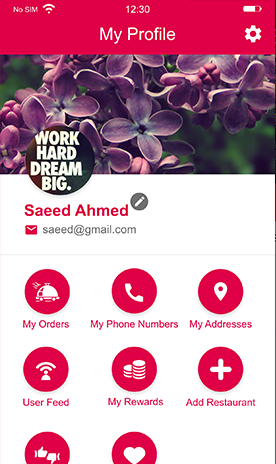 No SIM 12:30
My Profile
WORK
HARD
DREAM
BIG.
Saeed Ahmed
saeed@gmail.com
My Orders My Phone Numbers My Addresses
User Feed My Rewards Add Restaurant